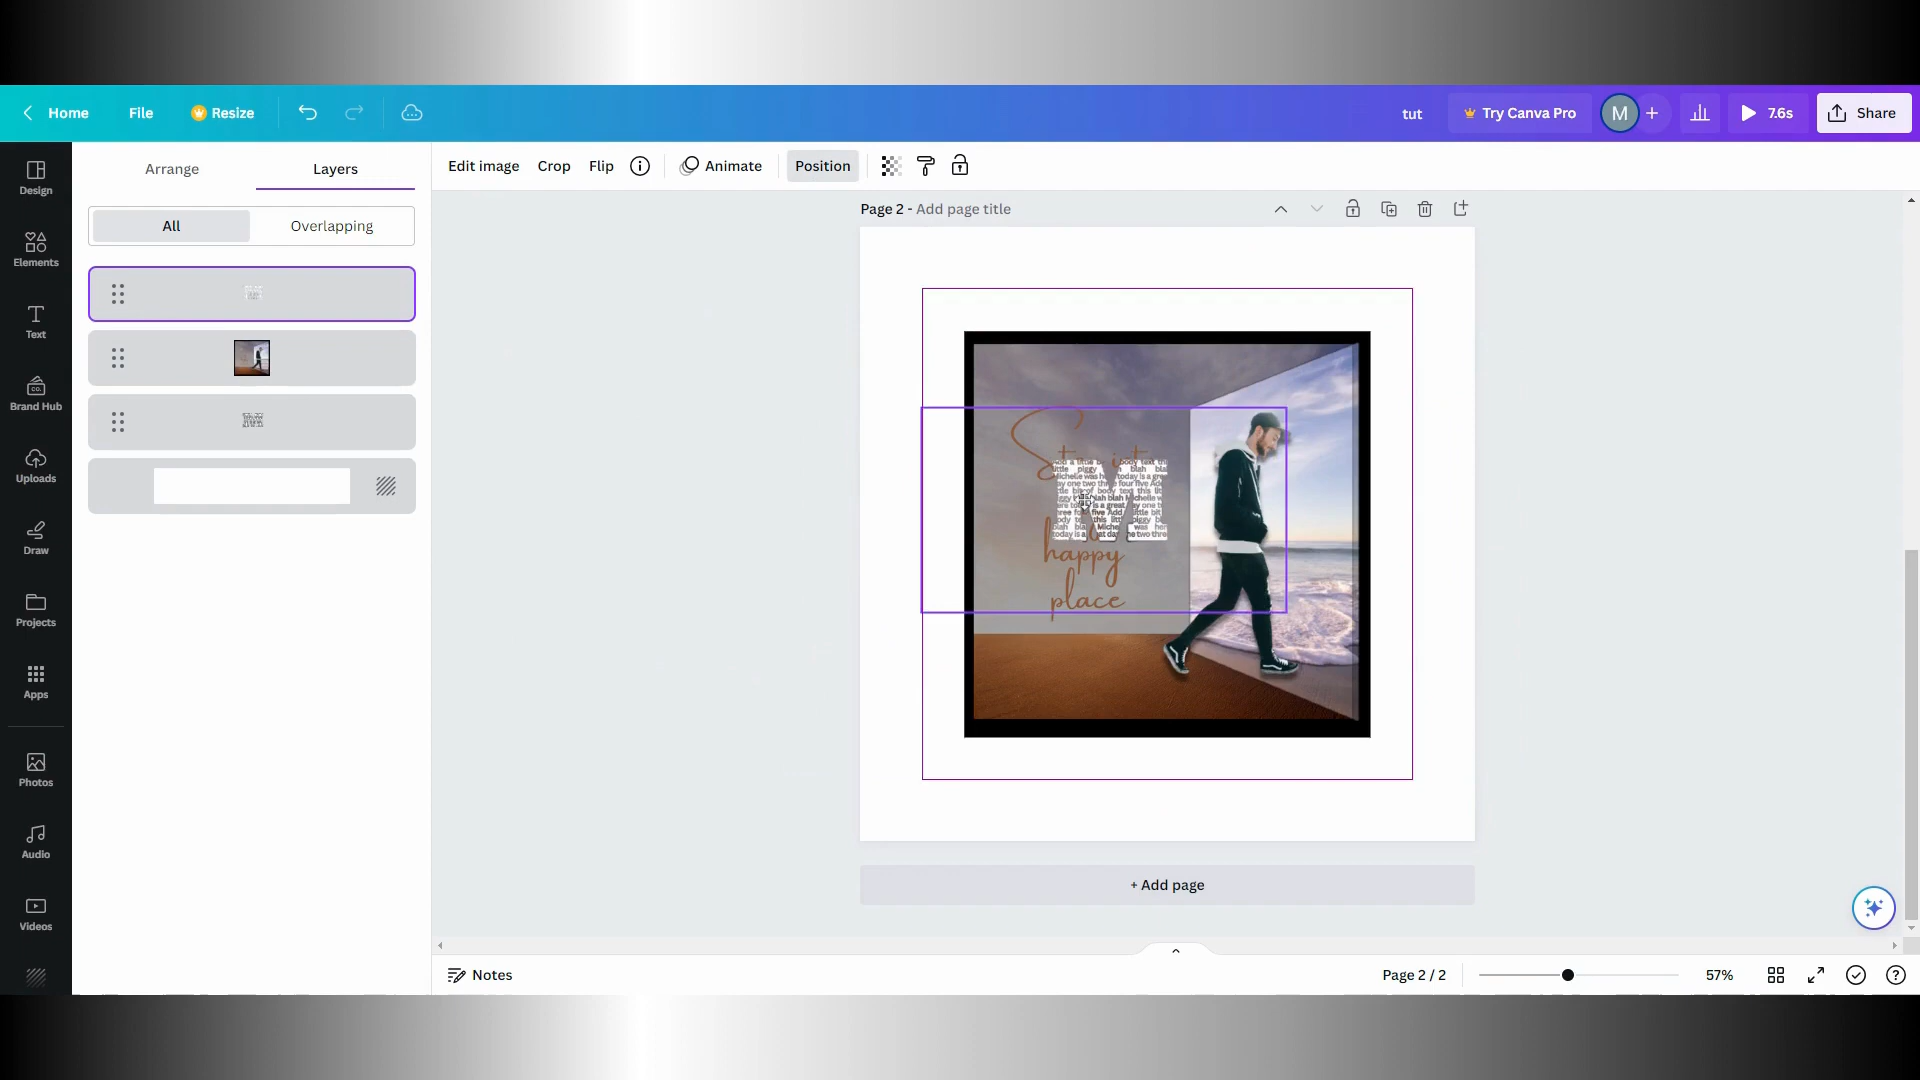 Home
File
Resize
tut
Try Canva Pro
M
7.6s
Share
Design
Elements
Text
Brand Hub
Uploads
Draw
Projects
Apps
Photos
Audio
Videos
Arrange
Layers
All
Overlapping
Edit image
Crop
Flip
Animate
Position
Page 2 - Add page title
happy
place
+ Add page
Notes
Page 2 / 2
57%